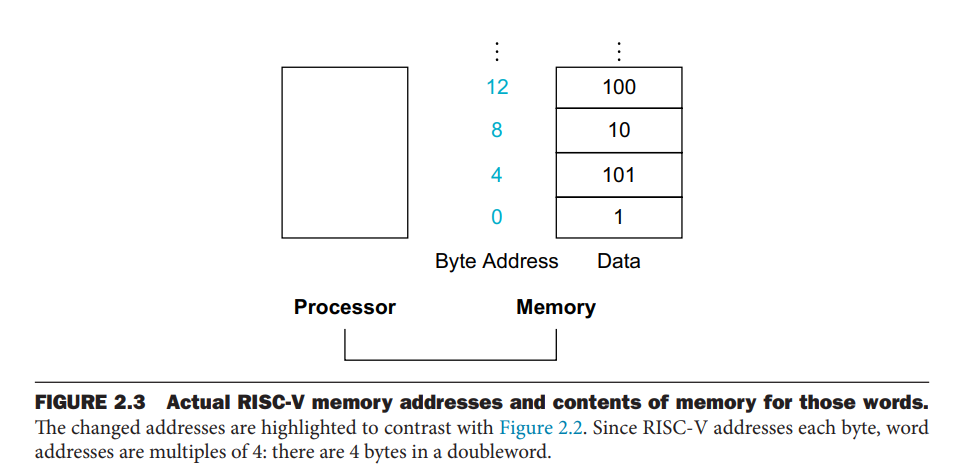 ⋮ ⋮
12 100
8 10
4 101
0 1
Byte Address Data
Processor Memory
FIGURE 2.3 Actual RISC-V memory addresses and contents of memory for those words.
The changed addresses are highlighted to contrast with Figure 2.2. Since RISC-V addresses each byte, word
addresses are multiples of 4: there are 4 bytes in a doubleword.